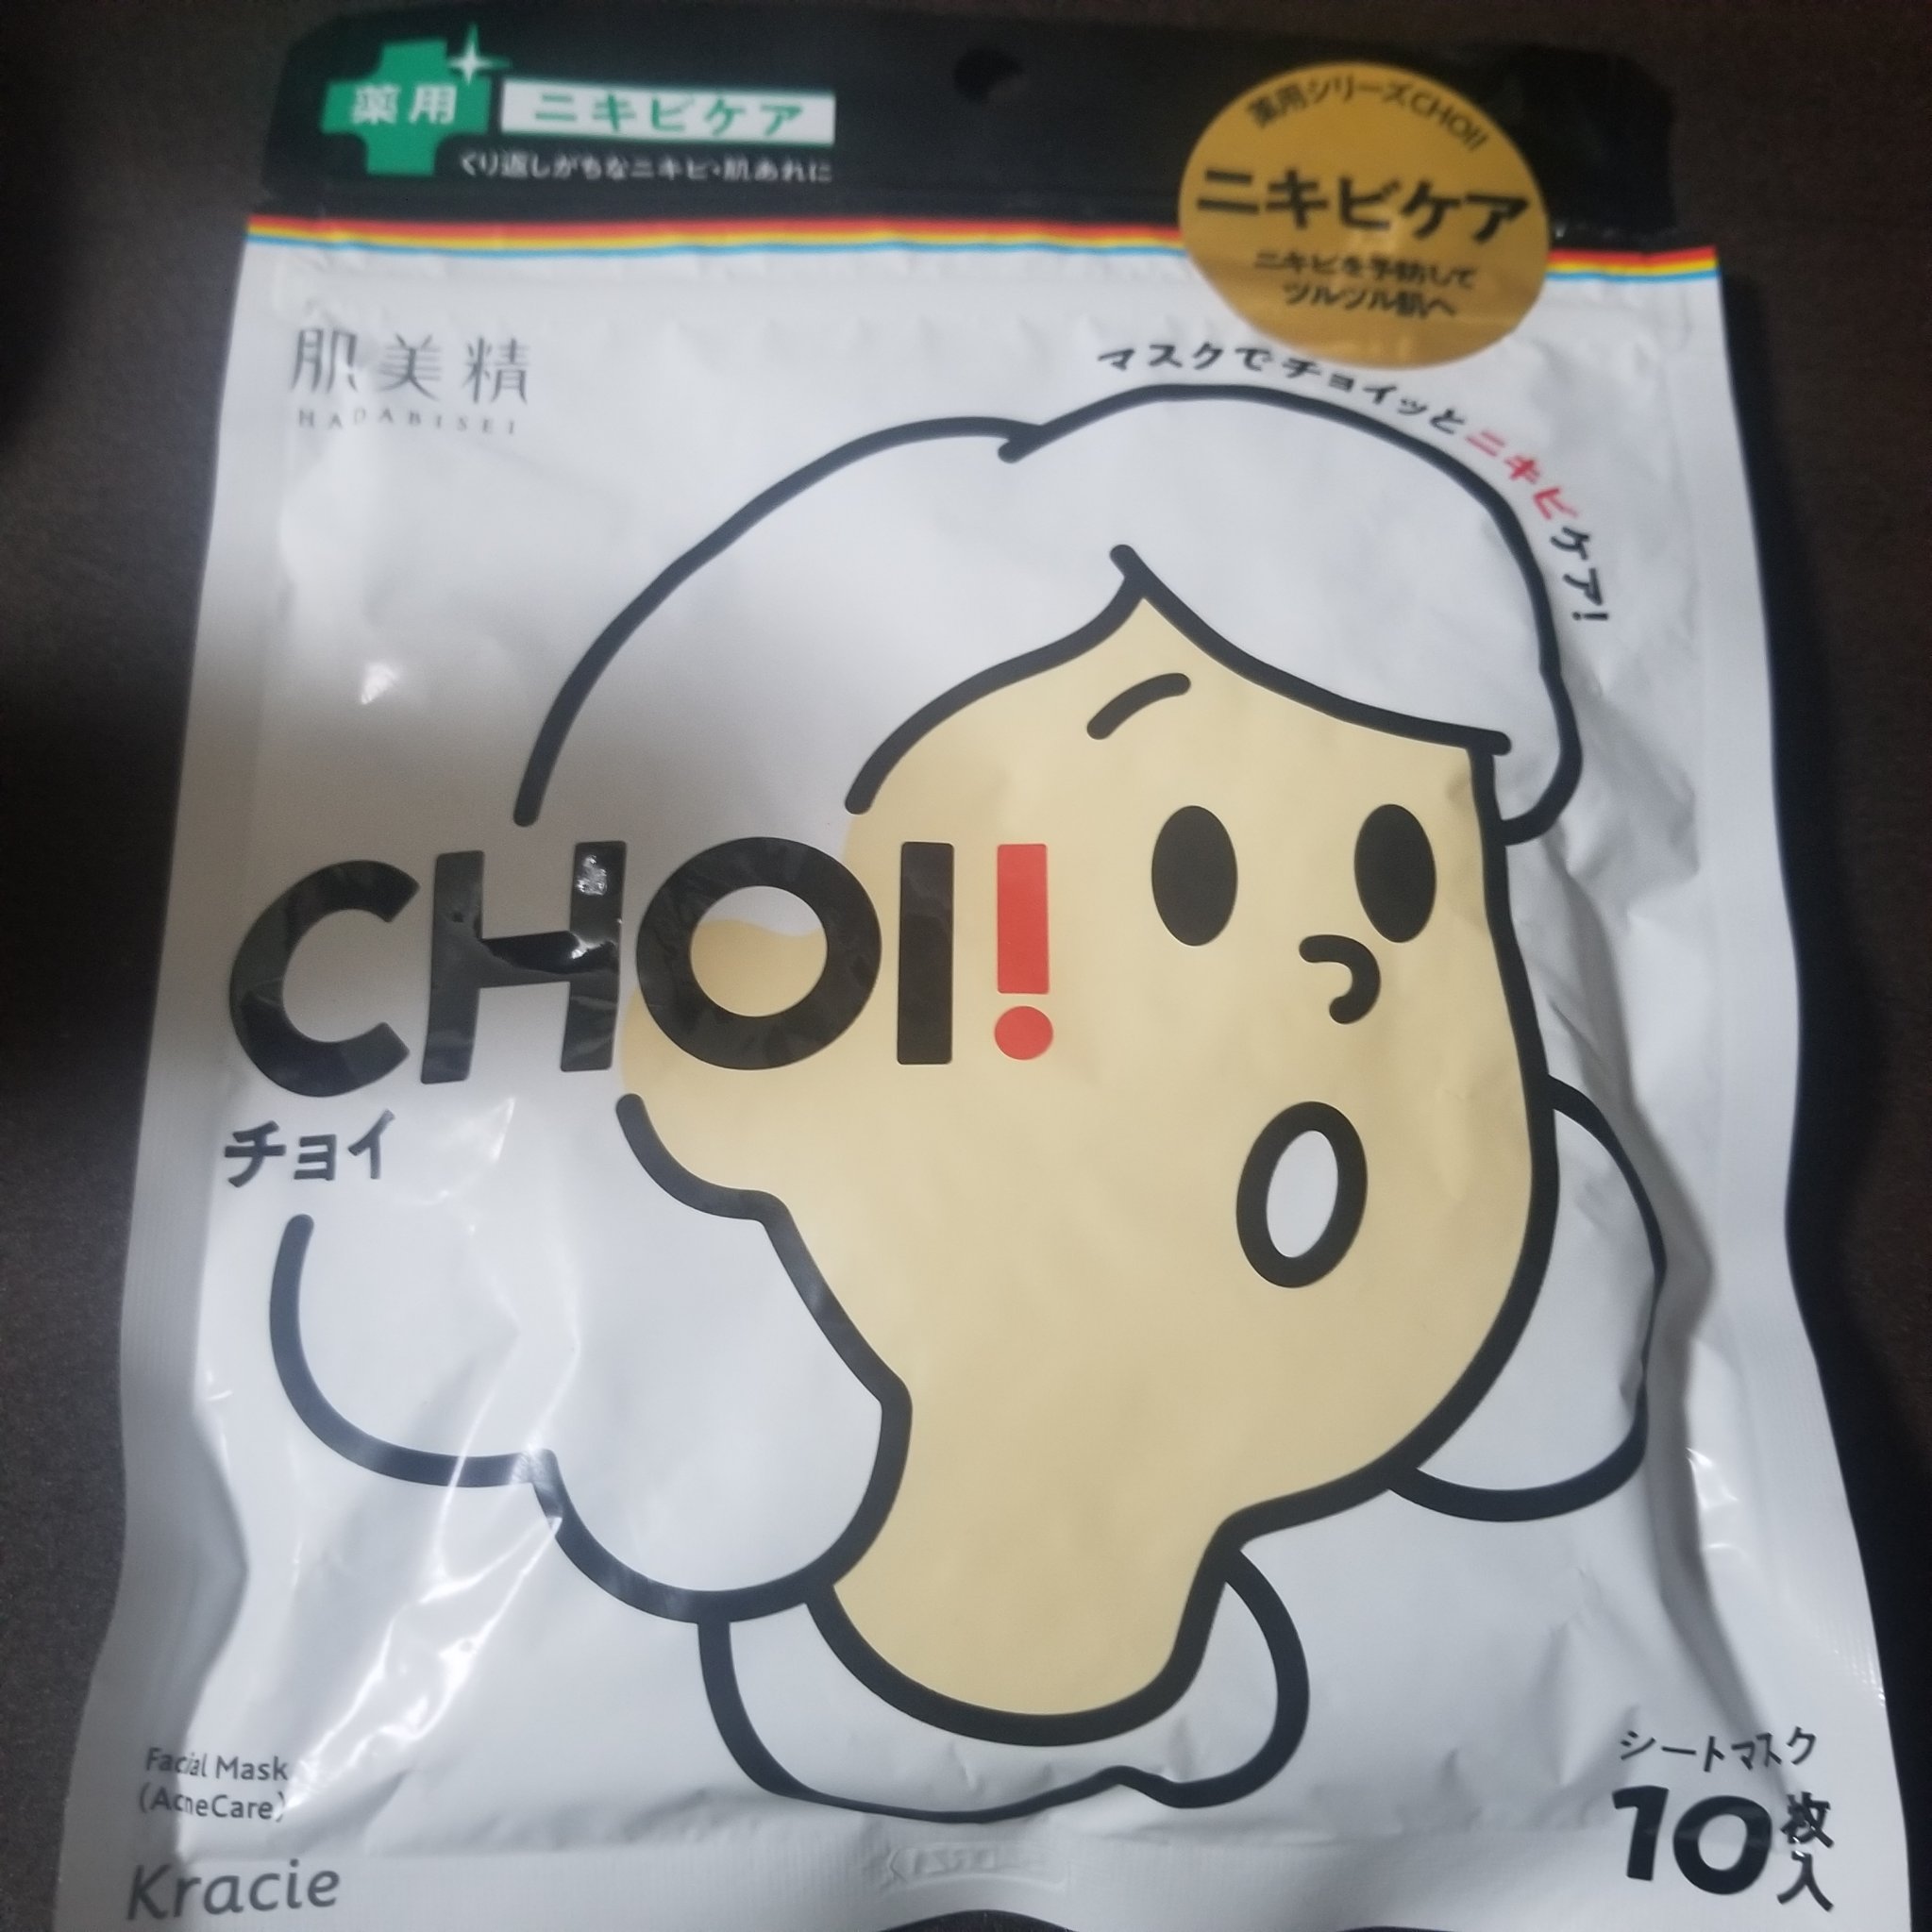 薬用
ニキビケア
くり返しがちなニキビ・肌あれに
薬用シリーズCHOI!
ニキビケア
ニキビを予防して
ツルツル肌へ
肌美精
HADABISEI
マスクでチョイッとニキビケア!
CHOI!
チョイ
Facial Mask
(AcneCare)
Kracie
シートマスク
10枚入